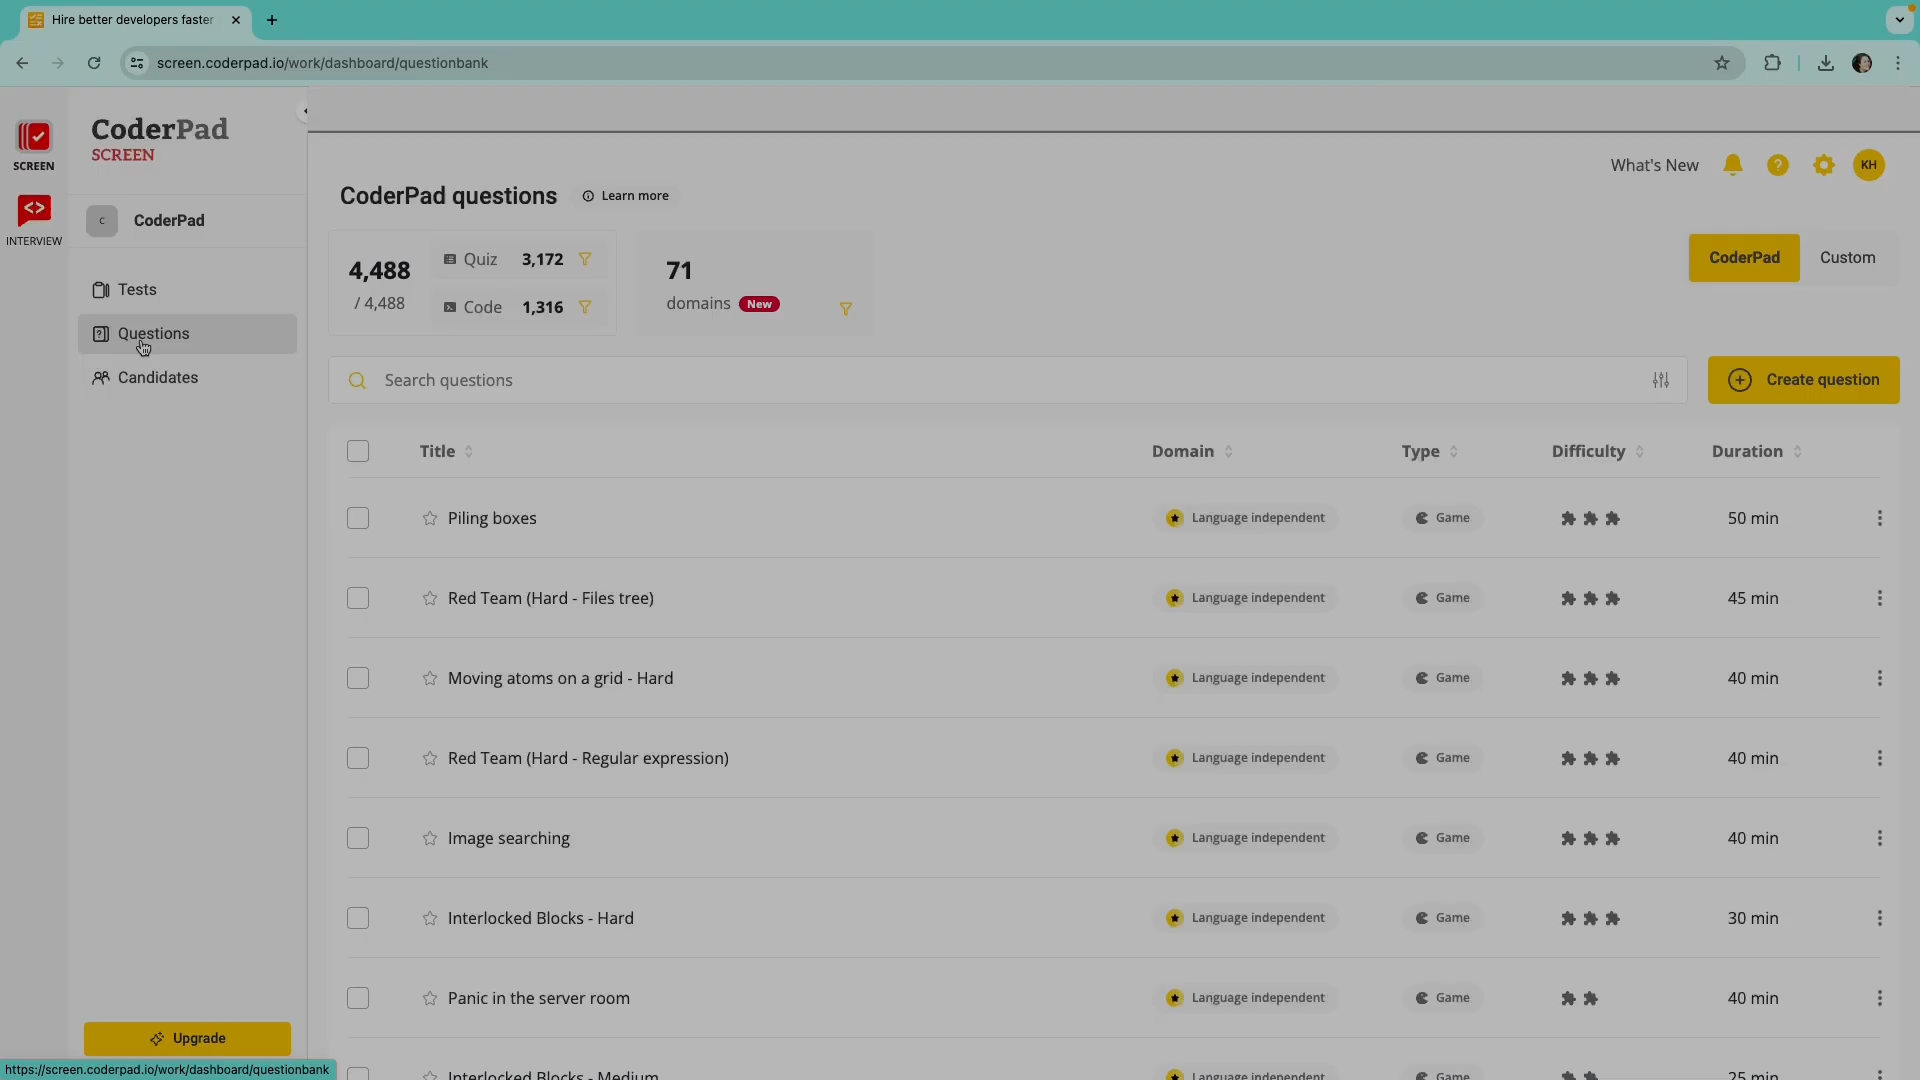 Hire better developers faster
screen.coderpad.io/work/dashboard/questionbank
SCREEN
INTERVIEW
CoderPad
SCREEN
C CoderPad
Tests
Questions
Candidates
Upgrade
https://screen.coderpad.io/work/dashboard/questionbank
What's New
? KH
CoderPad questions Learn more
4,488
/ 4,488
Quiz 3,172
Code 1,316
71
domains New
CoderPad Custom
Search questions
Create question
Title Domain Type Difficulty Duration
Piling boxes Language independent Game 50 min
Red Team (Hard - Files tree) Language independent Game 45 min
Moving atoms on a grid - Hard Language independent Game 40 min
Red Team (Hard - Regular expression) Language independent Game 40 min
Image searching Language independent Game 40 min
Interlocked Blocks - Hard Language independent Game 30 min
Panic in the server room Language independent Game 40 min
Interlocked Blocks - Medium Language independent Game 25 min